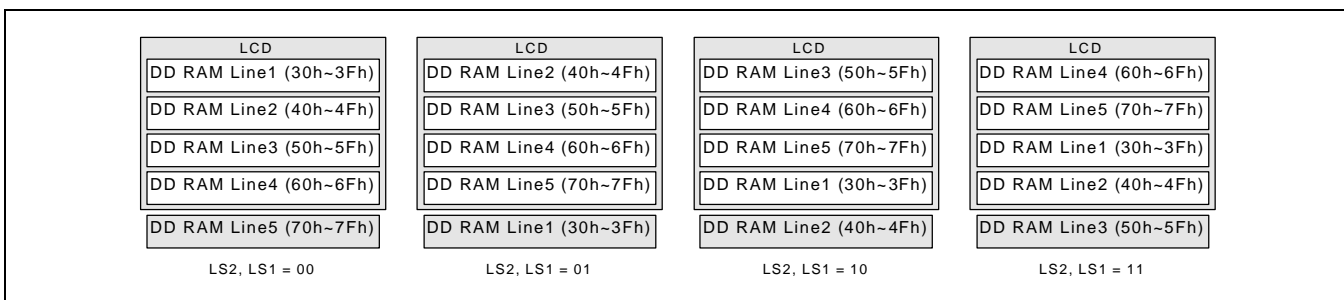 LCD
DD RAM Line1 (30h~3Fh)
DD RAM Line2 (40h~4Fh)
DD RAM Line3 (50h~5Fh)
DD RAM Line4 (60h~6Fh)
DD RAM Line5 (70h~7Fh)
LS2, LS1 = 00
LCD
DD RAM Line2 (40h~4Fh)
DD RAM Line3 (50h~5Fh)
DD RAM Line4 (60h~6Fh)
DD RAM Line5 (70h~7Fh)
DD RAM Line1 (30h~3Fh)
LS2, LS1 = 01
LCD
DD RAM Line3 (50h~5Fh)
DD RAM Line4 (60h~6Fh)
DD RAM Line5 (70h~7Fh)
DD RAM Line1 (30h~3Fh)
DD RAM Line2 (40h~4Fh)
LS2, LS1 = 10
LCD
DD RAM Line4 (60h~6Fh)
DD RAM Line5 (70h~7Fh)
DD RAM Line1 (30h~3Fh)
DD RAM Line2 (40h~4Fh)
DD RAM Line3 (50h~5Fh)
LS2, LS1 = 11